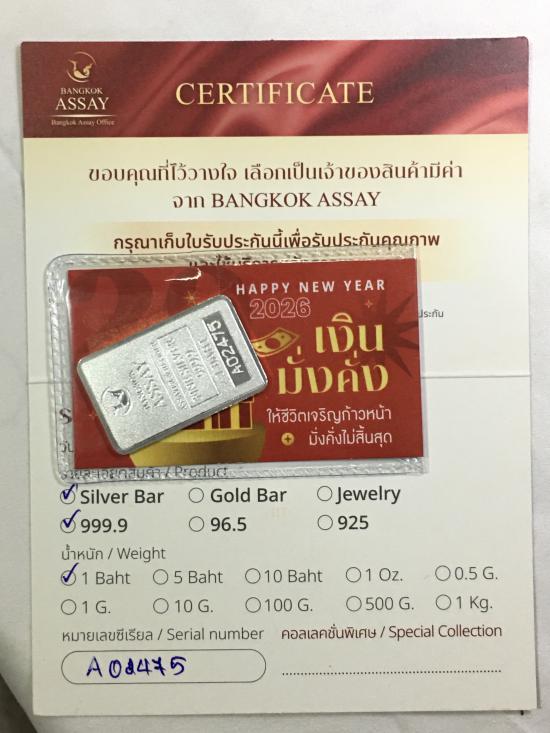 BANGKOK
ASSAY
Bangkok Assay Office
CERTIFICATE
ขอบคุณที่ไว้วางใจ เลือกเป็นเจ้าของสินค้ามีค่า
จาก BANGKOK ASSAY
กรุณาเก็บใบรับประกันนี้เพื่อรับประกันคุณภาพ
HAPPY NEW YEAR
2026
เงิน
มั่งคั่ง
ให้ชีวิตเจริญก้าวหน้า
มั่งคั่งไม่สิ้นสุด
A02475
BANGKOK
ASSAY
/ Product
Silver Bar Gold Bar Jewelry
999.9 96.5 925
น้ำหนัก / Weight
1 Baht 5 Baht 10 Baht 1 Oz. 0.5 G.
1 G. 10 G. 100 G. 500 G. 1 Kg.
หมายเลขซีเรียล / Serial number คอลเลคชั่นพิเศษ / Special Collection
A02475